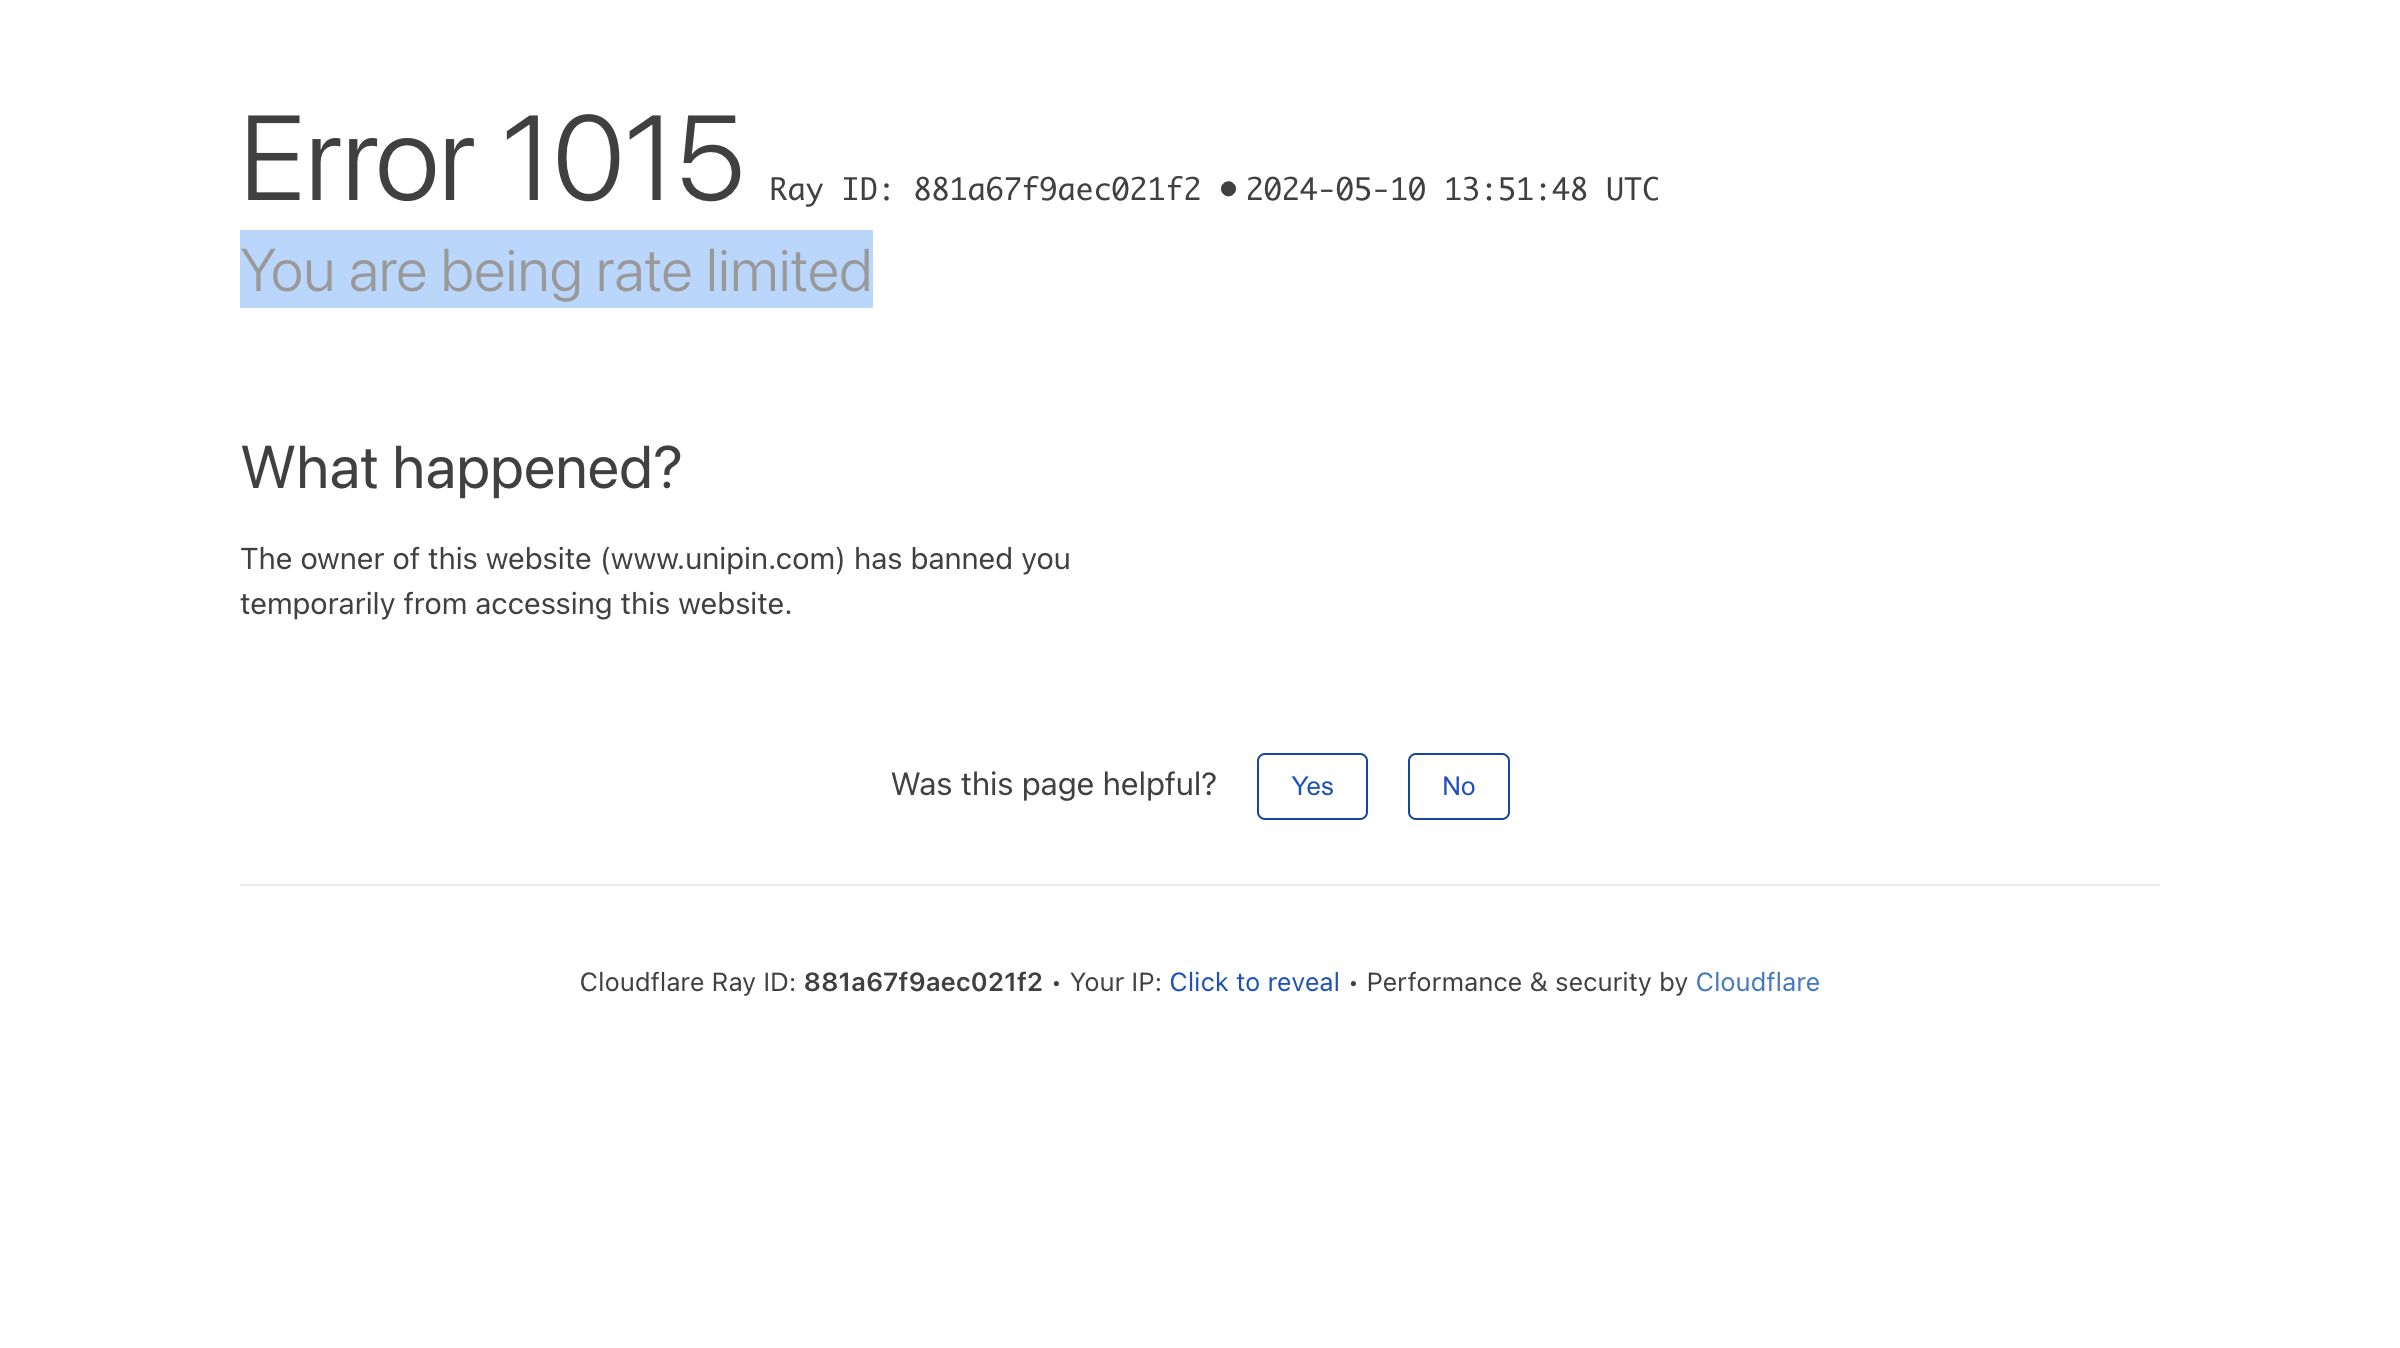 Error 1015 Ray ID: 881a67f9aec021f2 • 2024-05-10 13:51:48 UTC
You are being rate limited
What happened?
The owner of this website (www.unipin.com) has banned you
temporarily from accessing this website.
Was this page helpful? Yes No
Cloudflare Ray ID: 881a67f9aec021f2 • Your IP: Click to reveal • Performance & security by Cloudflare